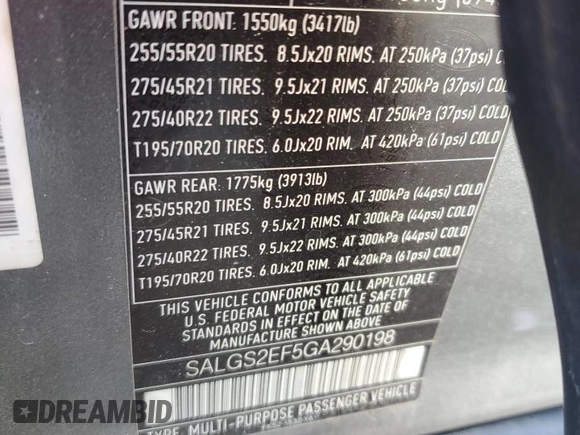 GAWR FRONT: 1550kg (3417lb)
255/55R20 TIRES. 8.5Jx20 RIMS. AT 250kPa (37psi) C
275/45R21 TIRES. 9.5Jx21 RIMS. AT 250kPa (37psi) CO
275/40R22 TIRES. 9.5Jx22 RIMS. AT 250kPa (37psi) COL
T195/70R20 TIRES. 6.0Jx20 RIM. AT 420kPa (61psi) COLD
GAWR REAR: 1775kg (3913lb)
255/55R20 TIRES. 8.5Jx20 RIMS. AT 300kPa (44psi) COLD
275/45R21 TIRES. 9.5Jx21 RIMS. AT 300kPa (44psi) COLD
275/40R22 TIRES. 9.5Jx22 RIMS. AT 300kPa (44psi) COLD
T195/70R20 TIRES. 6.0Jx20 RIM. AT 420kPa (61psi) COLD
THIS VEHICLE CONFORMS TO ALL APPLICABLE
U.S. FEDERAL MOTOR VEHICLE SAFETY
STANDARDS IN EFFECT ON THE DATE OF
MANUFACTURE SHOWN ABOVE.
SALGS2EF5GA290198
TYPE: MULTI-PURPOSE PASSENGER VEHICLE
DREAMBID